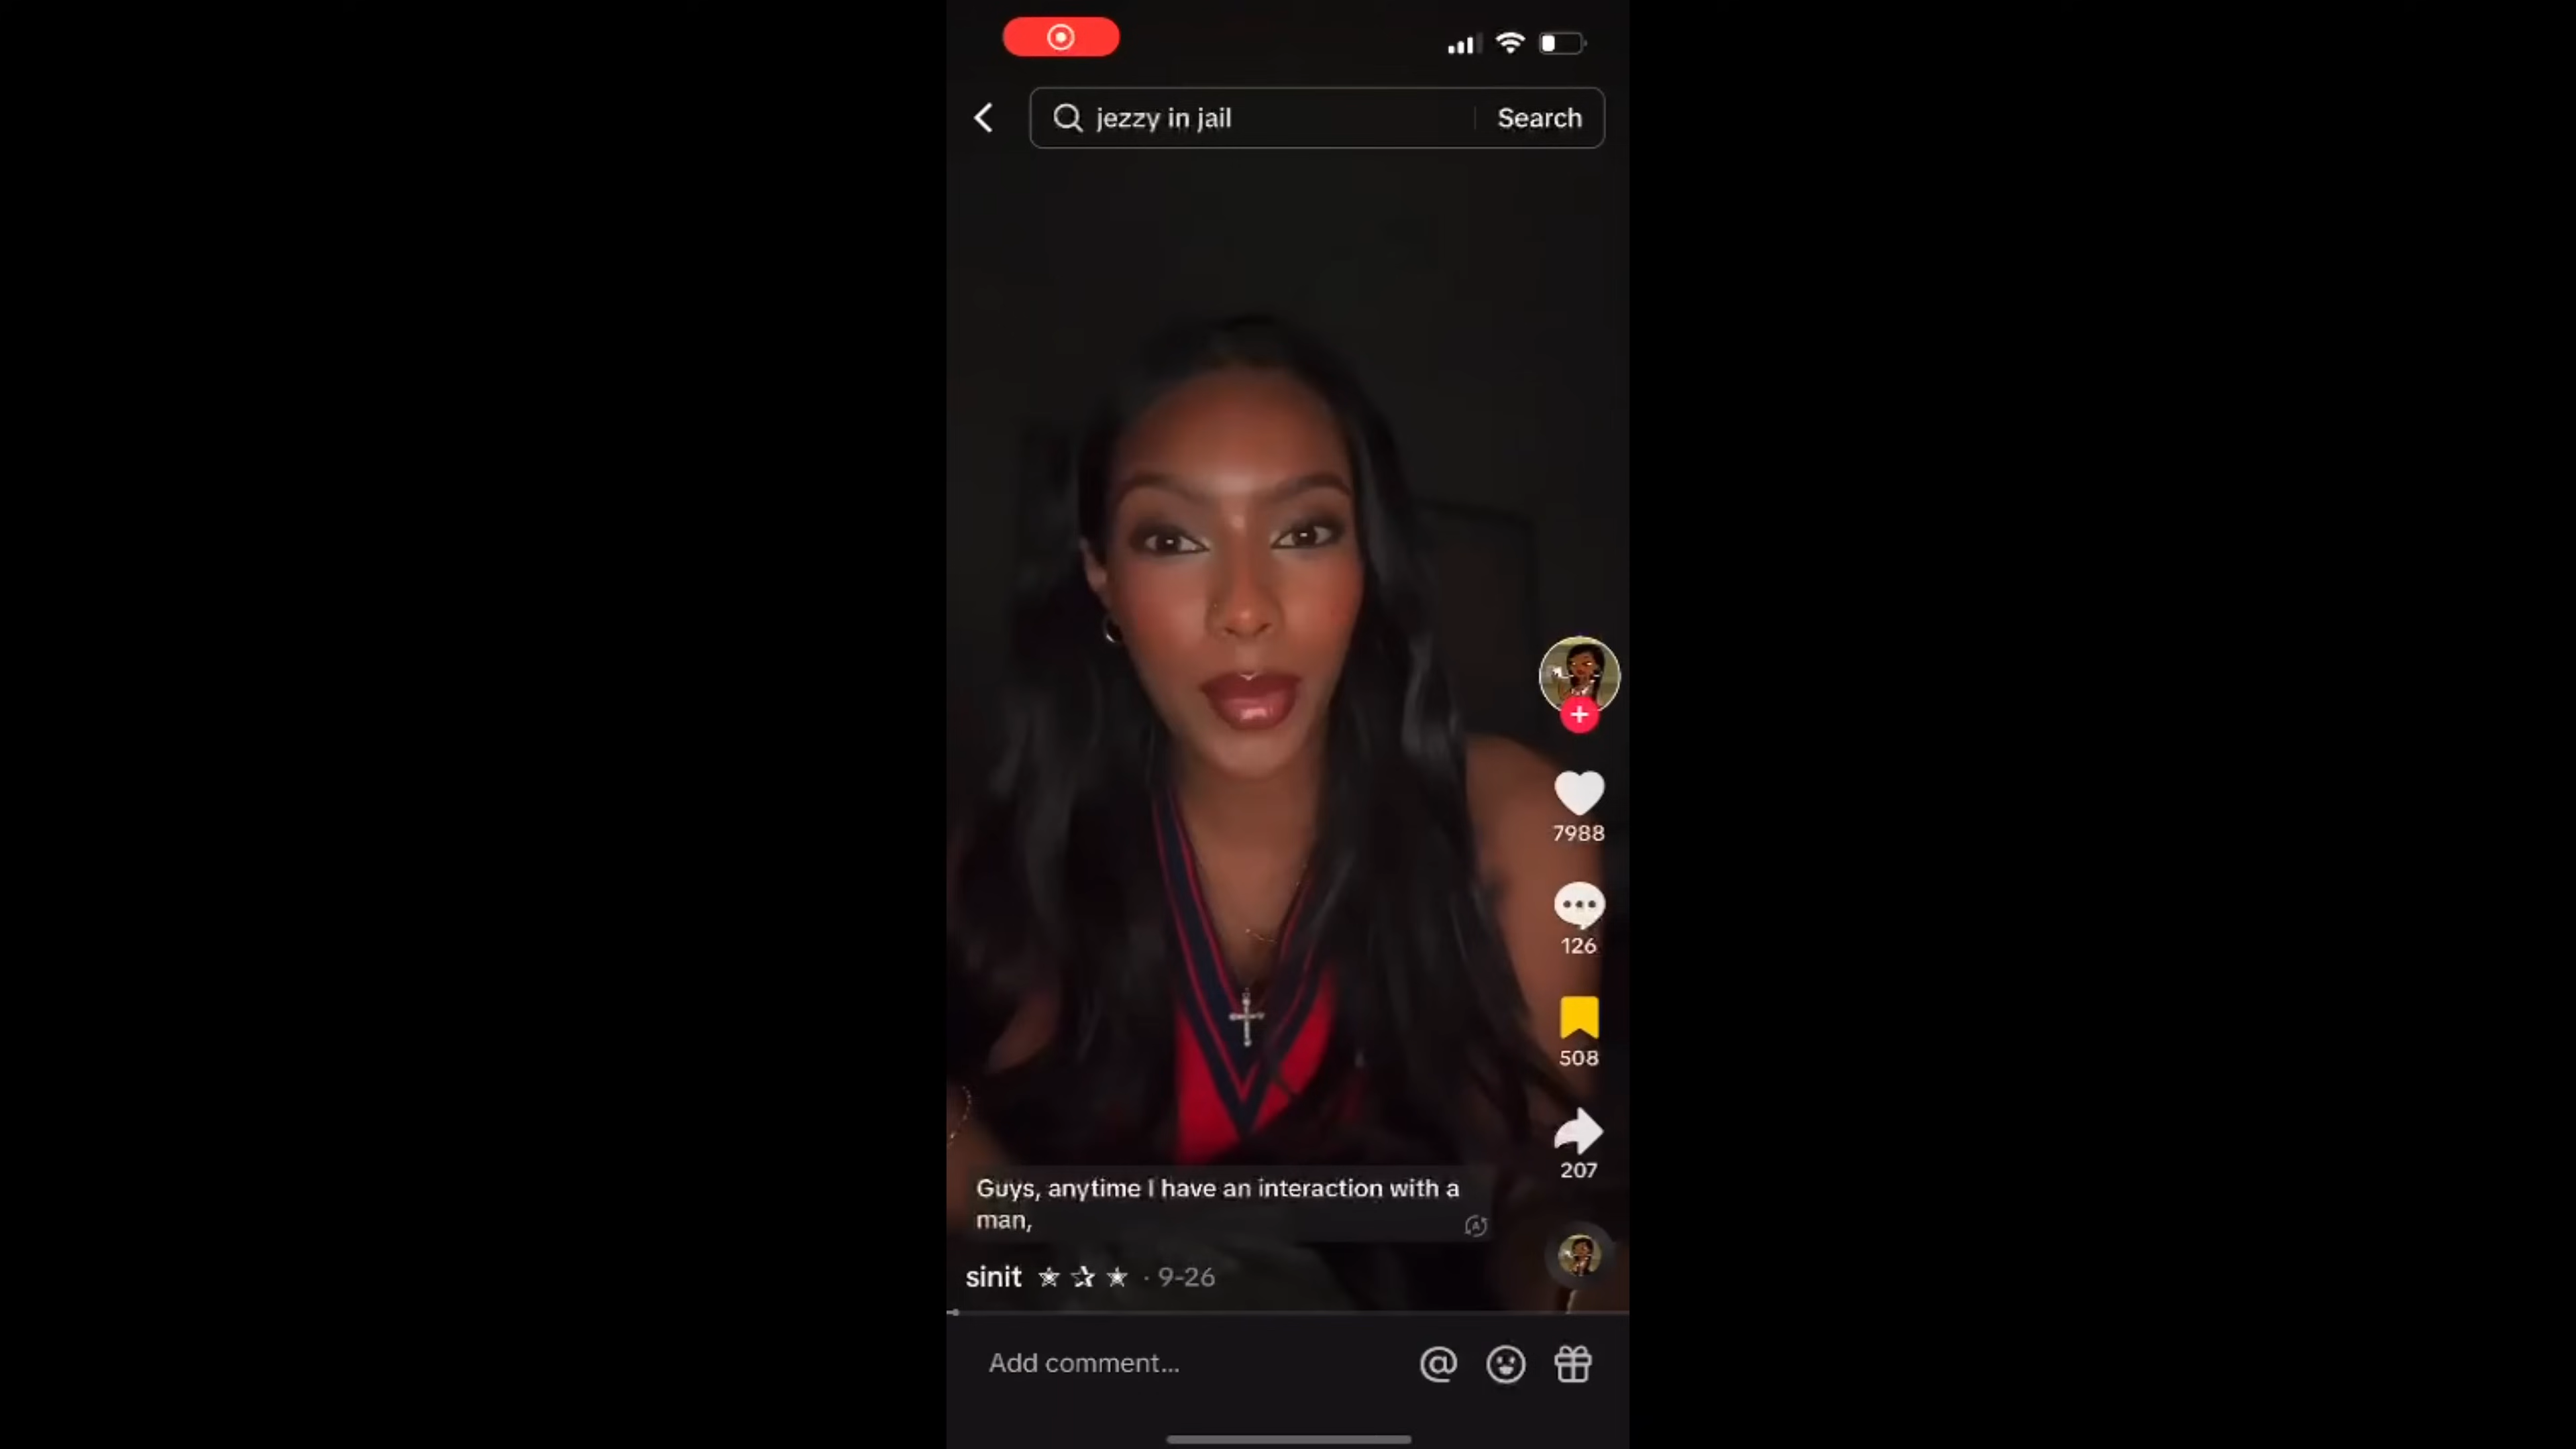 jezzy in jail
Search
7988
126
508
207
Guys, anytime I have an interaction with a
man,
sinit ✭ ✰ ✭ · 9-26
Add comment...